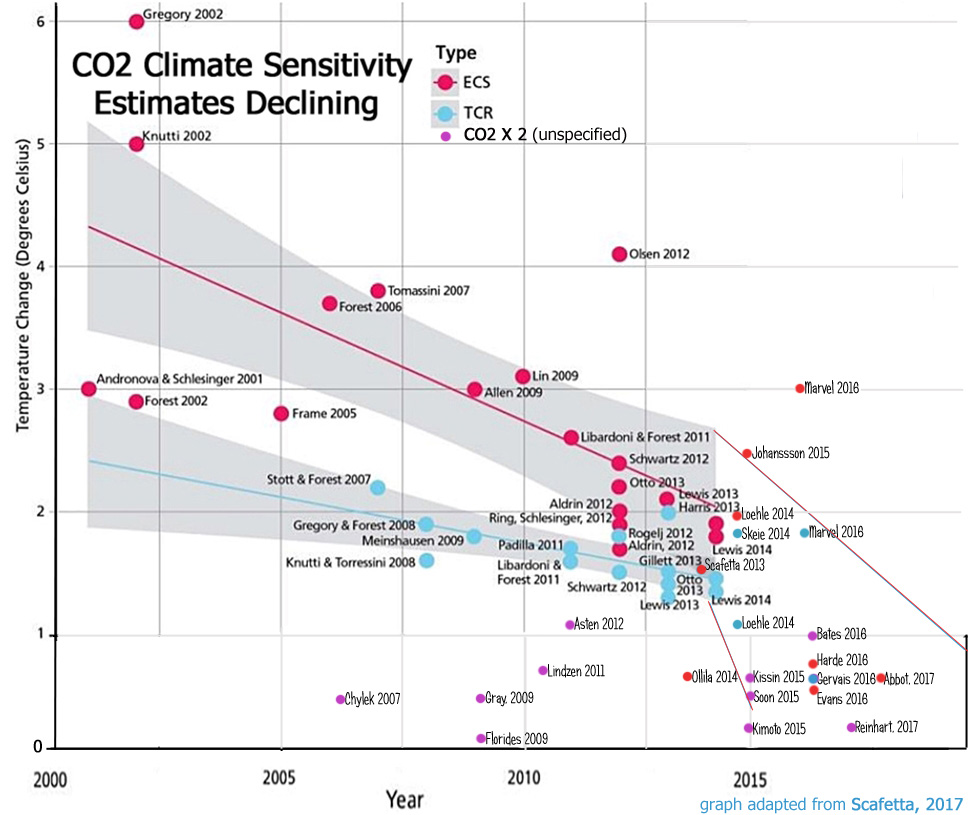 6
Gregory 2002
CO2 Climate Sensitivity
Estimates Declining
Type
ECS
TCR
CO2 X 2 (unspecified)
Knutti 2002
5
Temperature Change (Degrees Celsius)
Olsen 2012
4
Tomassini 2007
Forest 2006
Andronova & Schlesinger 2001
Lin 2009
3
Allen 2009
Marvel 2016
Forest 2002
Frame 2005
Libardoni & Forest 2011
Johanssson 2015
Schwartz 2012
Stott & Forest 2007
Otto 2013
Lewis 2013
Aldrin 2012
Harris 2013
2
Ring, Schlesinger, 2012
Loehle 2014
Gregory & Forest 2008
Rogelj 2012
Skeie 2014
Marvel 2016
Meinshausen 2009
Padilla 2011
Aldrin, 2012
Lewis 2014
Knutti & Torressini 2008
Libardoni &
Forest 2011
Gillett 2013
Scafetta 2013
Schwartz 2012
Otto
2013
Lewis 2013
Lewis 2014
Asten 2012
Loehle 2014
1
Bates 2016
Lindzen 2011
Harde 2016
Ollila 2014
Kissin 2015
Gervais 2016
Abbot. 2017
Chylek 2007
Gray. 2009
Soon 2015
Evans 2016
Kimoto 2015
Reinhart. 2017
Florides 2009
0
2000
2005
2010
2015
Year
graph adapted from Scafetta, 2017